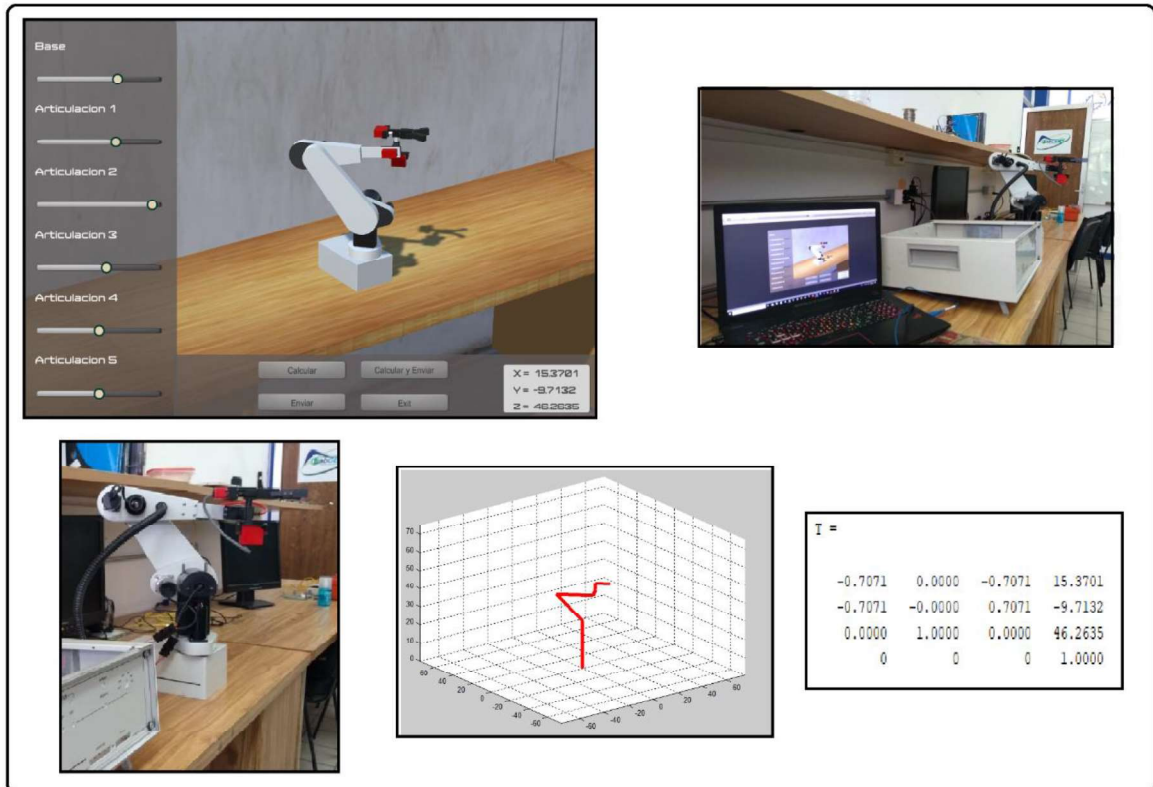 Base
Articulacion 1
Articulacion 2
Articulacion 3
Articulacion 4
Articulacion 5
Calcular
Calcular y Enviar
Enviar
Exit
X = 15.3701
Y = -9.7132
Z = 46.2635
70
60
50
40
30
20
10
0
60
40
20
0
-20
-40
-60
-60
-40
-20
0
20
40
60
T =
-0.7071 0.0000 -0.7071 15.3701
-0.7071 -0.0000 0.7071 -9.7132
0.0000 1.0000 0.0000 46.2635
0 0 0 1.0000